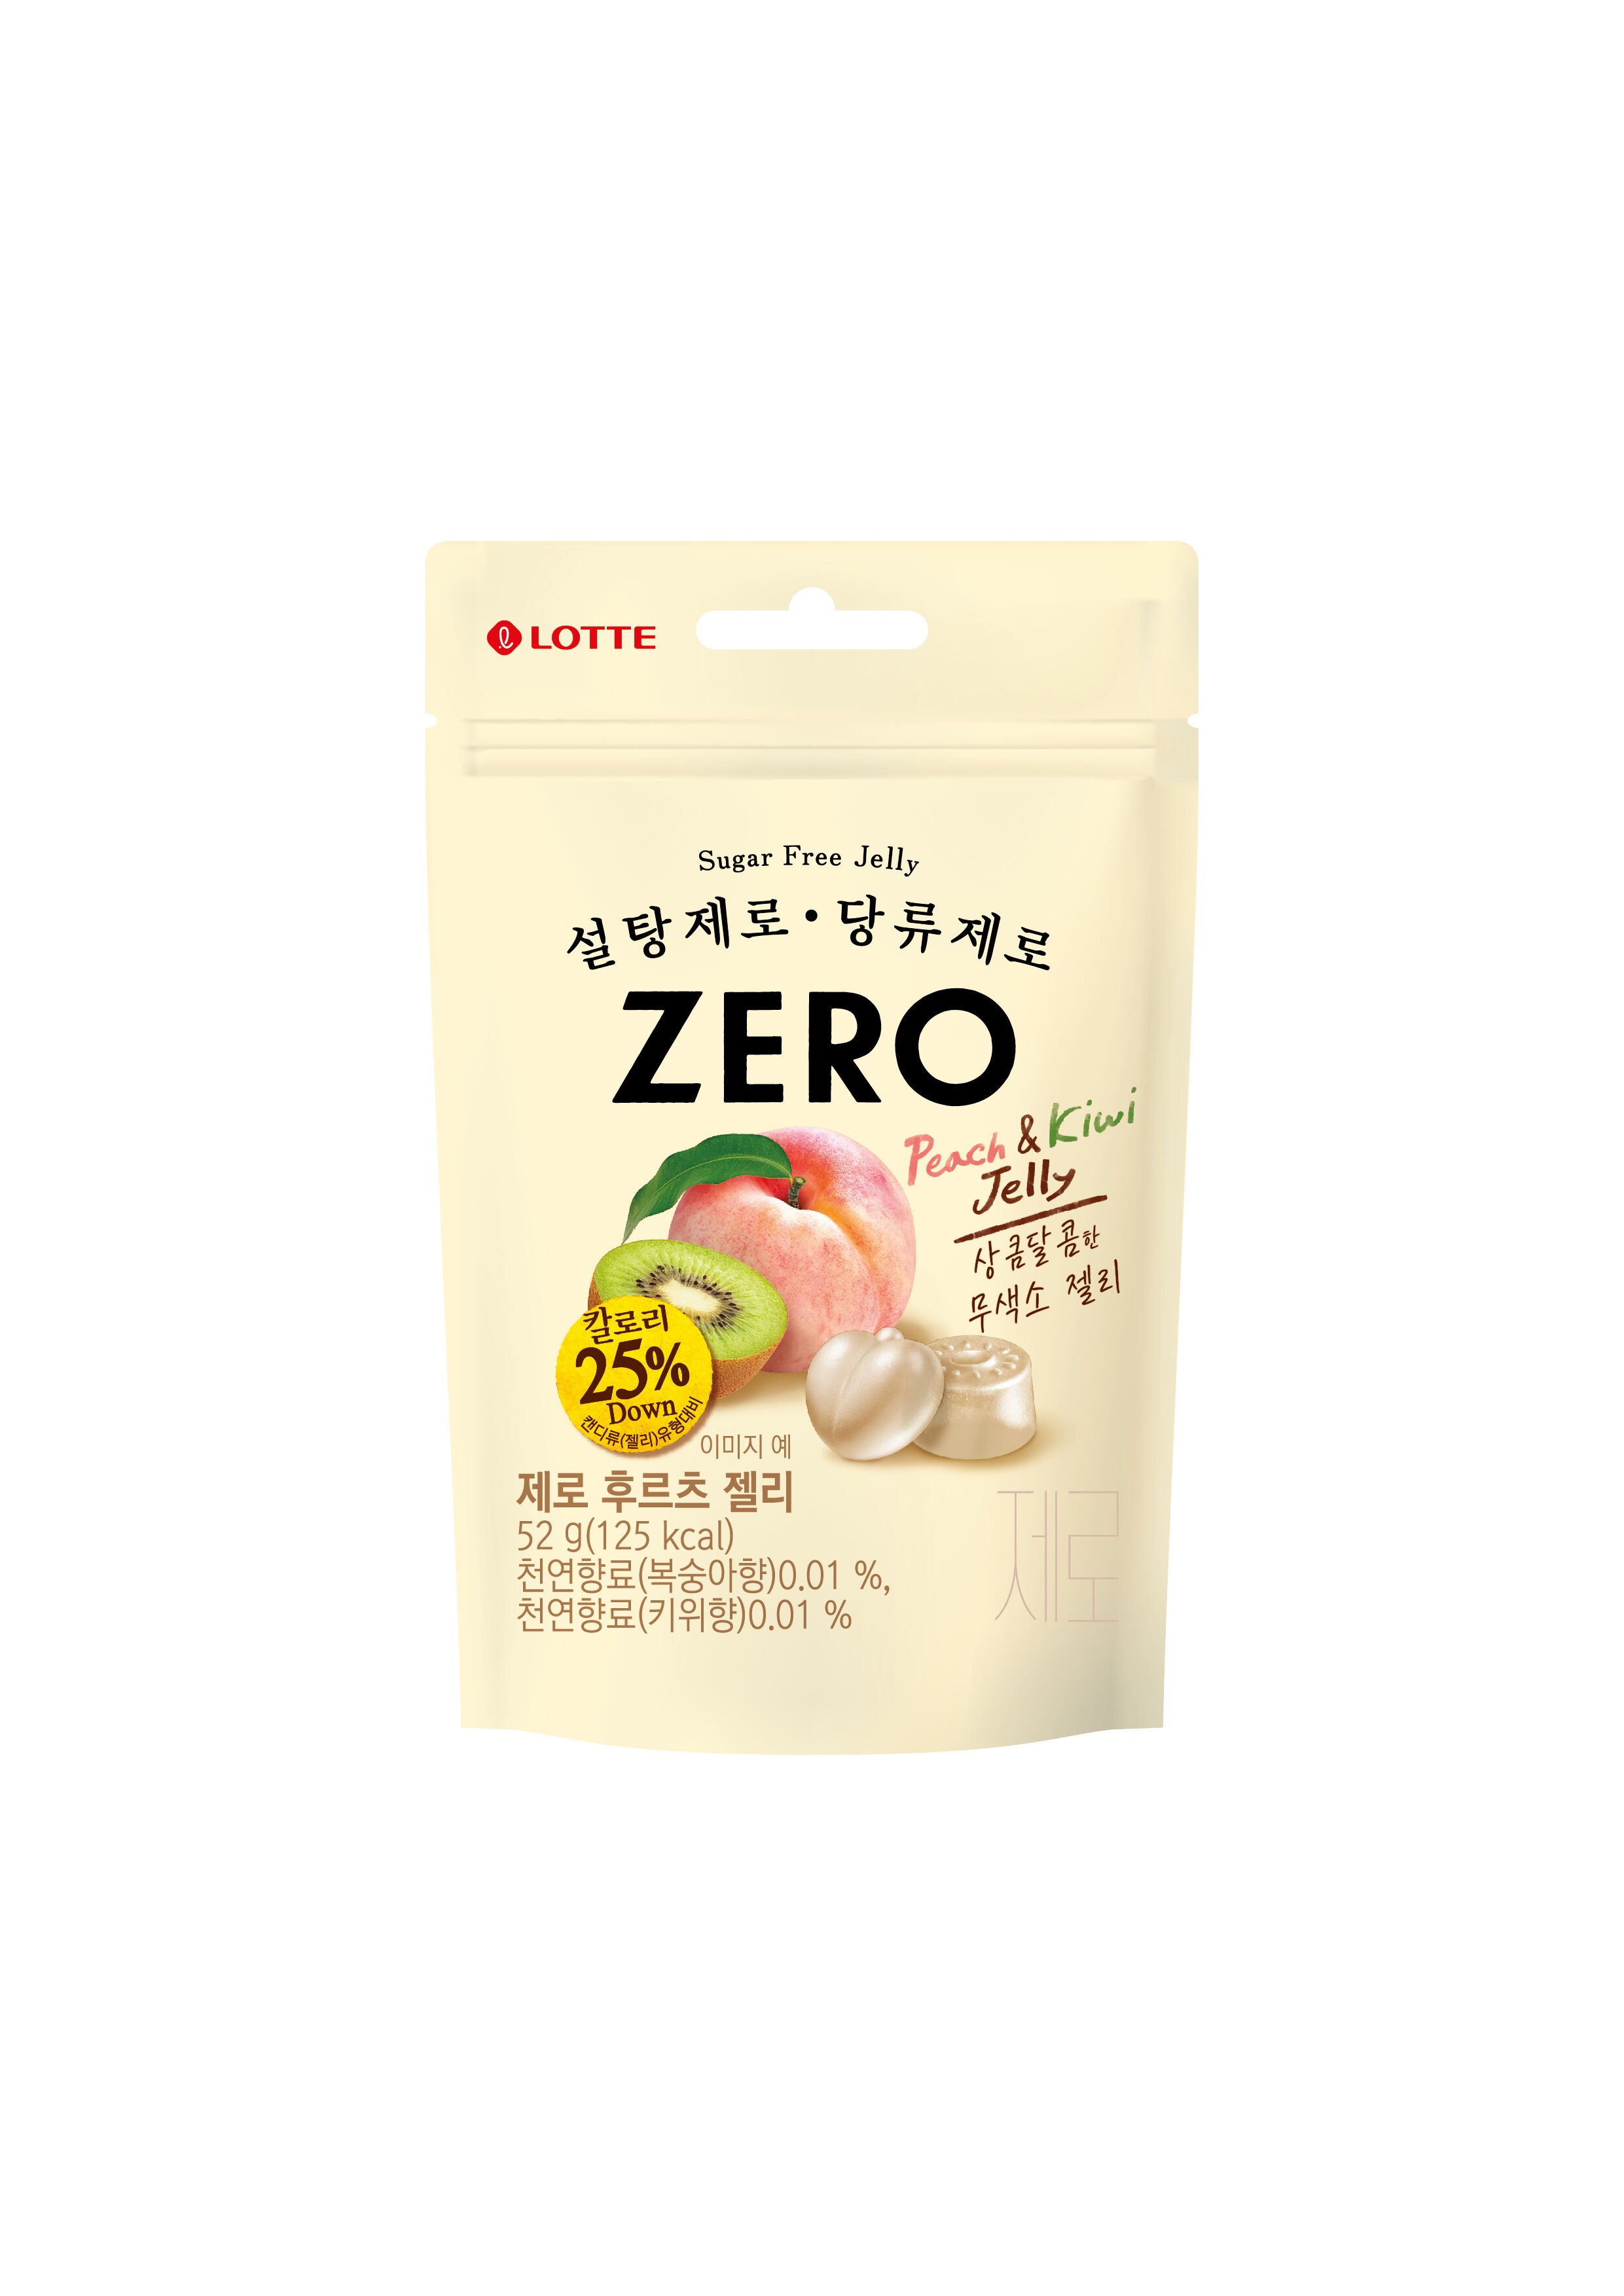 LOTTE
Sugar Free Jelly
설탕제로·당류제로
ZERO
Peach & Kiwi
Jelly
상콤달콤한
무색소 젤리
칼로리
25%
Down
캔디류(젤리)유형대비
이미지 예
제로 후르츠 젤리
52 g(125 kcal)
천연향료(복숭아향)0.01 %,
천연향료(키위향)0.01 %
제로